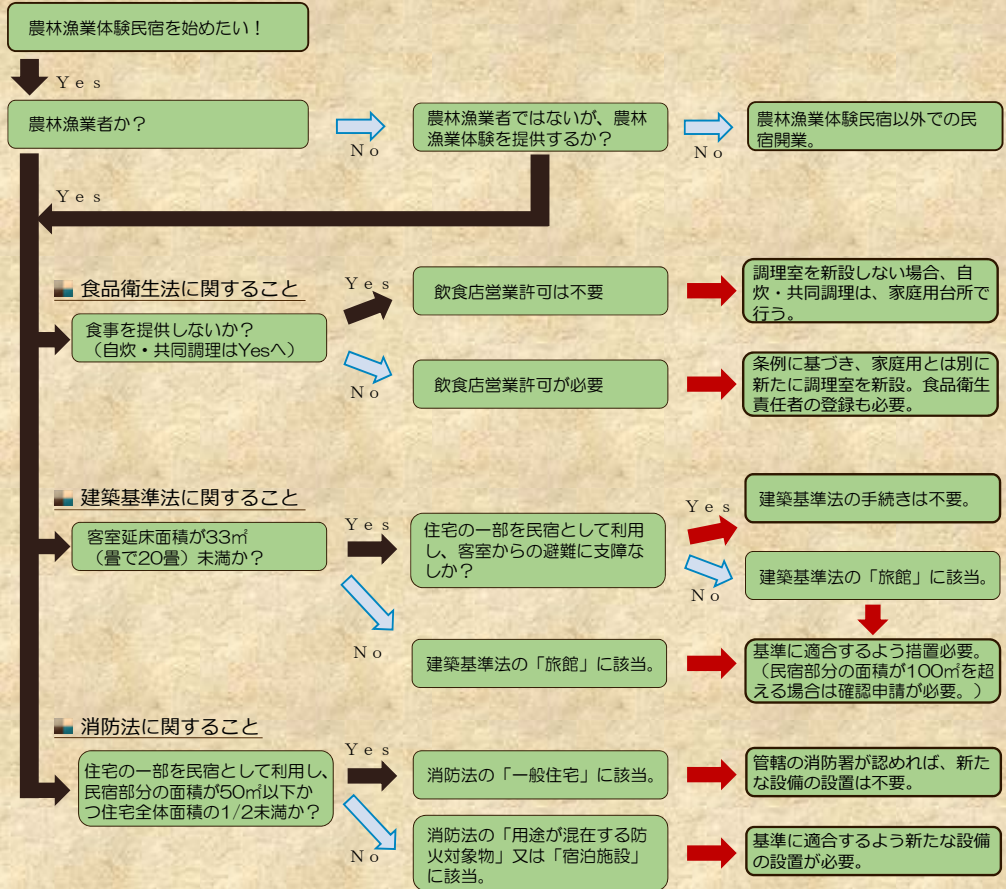 農林漁業体験民宿を始めたい！
Ｙｅｓ
農林漁業者か？
Ｎｏ
農林漁業者ではないが、農林
漁業体験を提供するか？
Ｎｏ
農林漁業体験民宿以外での民
宿開業。
Ｙｅｓ
食品衛生法に関すること
食事を提供しないか？
（自炊・共同調理はYesへ）
Ｙｅｓ
飲食店営業許可は不要
調理室を新設しない場合、自
炊・共同調理は、家庭用台所で
行う。
Ｎｏ
飲食店営業許可が必要
条例に基づき、家庭用とは別に
新たに調理室を新設。食品衛生
責任者の登録も必要。
建築基準法に関すること
客室延床面積が33㎡
（畳で20畳）未満か？
Ｙｅｓ
住宅の一部を民宿として利用
し、客室からの避難に支障な
しか？
Ｙｅｓ
建築基準法の手続きは不要。
Ｎｏ
建築基準法の「旅館」に該当。
Ｎｏ
建築基準法の「旅館」に該当。
基準に適合するよう措置必要。
（民宿部分の面積が100㎡を超
える場合は確認申請が必要。）
消防法に関すること
住宅の一部を民宿として利用し、
民宿部分の面積が50㎡以下か
つ住宅全体面積の1/2未満か？
Ｙｅｓ
消防法の「一般住宅」に該当。
管轄の消防署が認めれば、新た
な設備の設置は不要。
Ｎｏ
消防法の「用途が混在する防
火対象物」又は「宿泊施設」
に該当。
基準に適合するよう新たな設備
の設置が必要。